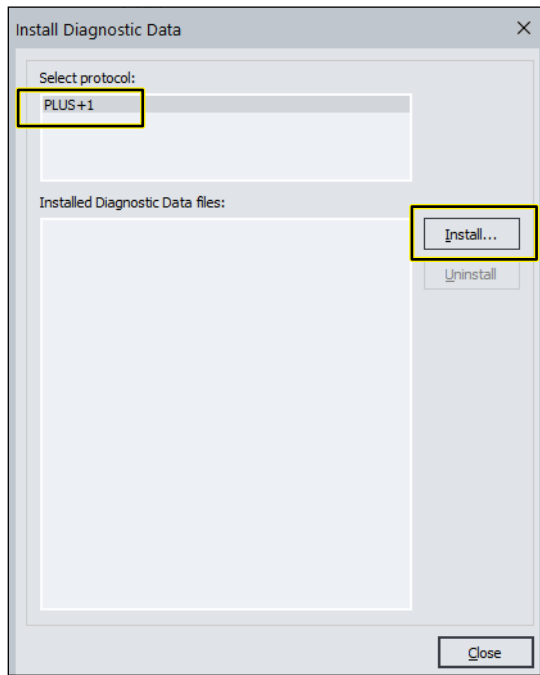 Install Diagnostic Data
Select protocol:
PLUS+1
Installed Diagnostic Data files:
Install...
Uninstall
Close